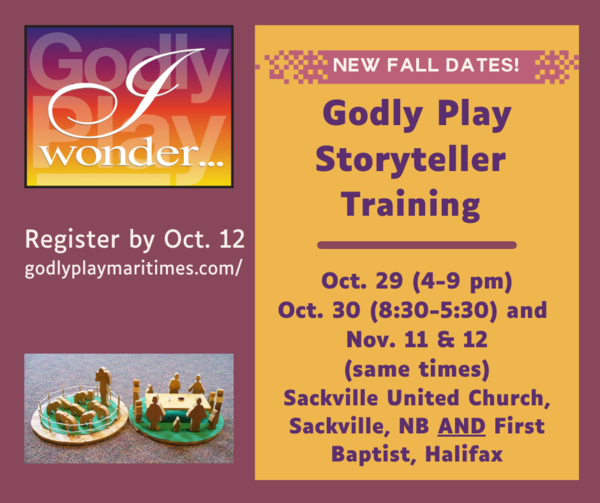 Godly
Play
I
wonder...
Register by Oct. 12
godlyplaymaritimes.com/
NEW FALL DATES!
Godly Play
Storyteller
Training
Oct. 29 (4-9 pm)
Oct. 30 (8:30-5:30) and
Nov. 11 & 12
(same times)
Sackville United Church,
Sackville, NB AND First
Baptist, Halifax